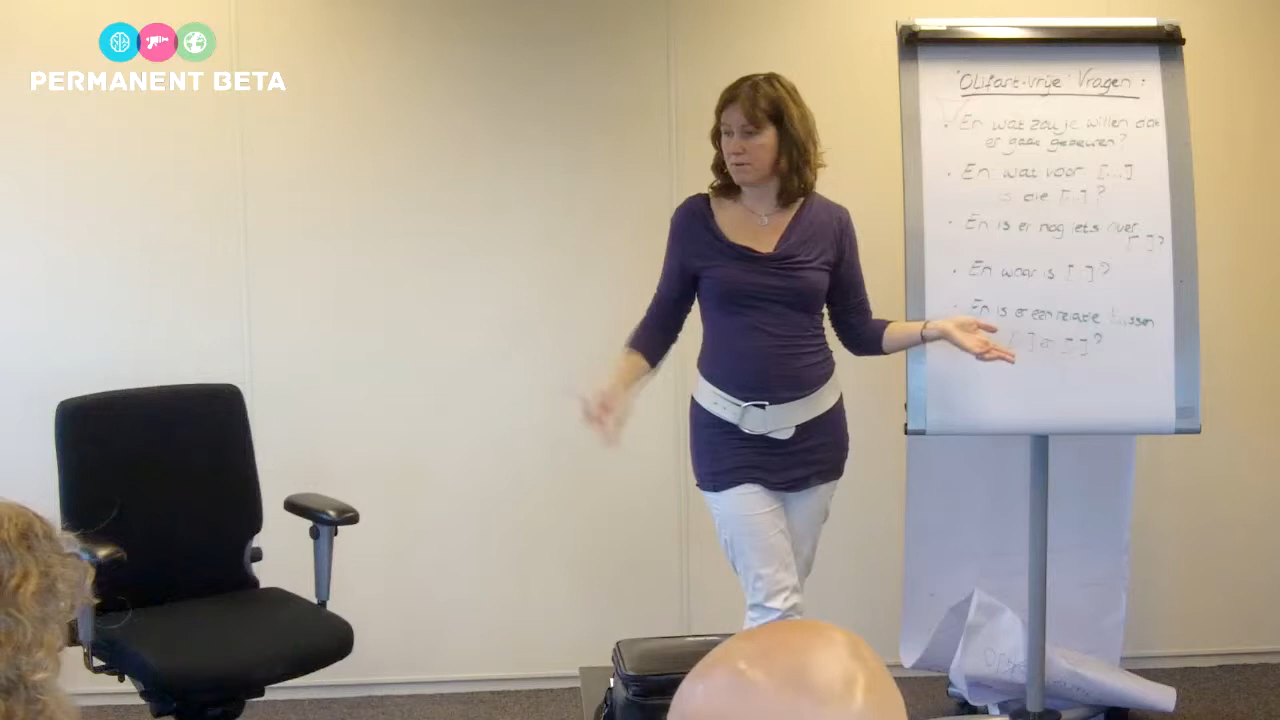 PERMANENT BETA
"Olifant-vrije" Vragen :
• En wat zou je willen dat
er gaat gebeuren?
• En wat voor [...]
is die [...] ?
• En is er nog iets over
[ ] ?
• En waar is [ ] ?
• En is er een relatie tussen
[ ] en [ ] ?